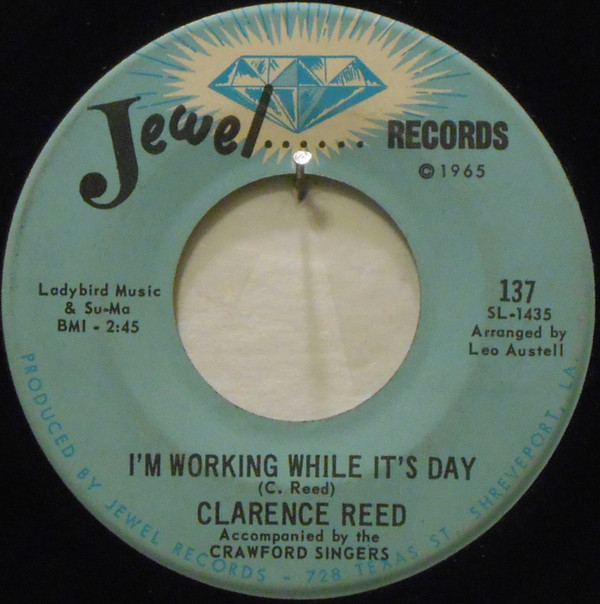 Jewel...... RECORDS
©1965
Ladybird Music
& Su-Ma
BMI - 2:45
137
SL-1435
Arranged by
Leo Austell
I'M WORKING WHILE IT'S DAY
(C. Reed)
CLARENCE REED
Accompanied by the
CRAWFORD SINGERS
PRODUCED BY JEWEL RECORDS - 728 TEXAS ST. SHREVEPORT, LA.